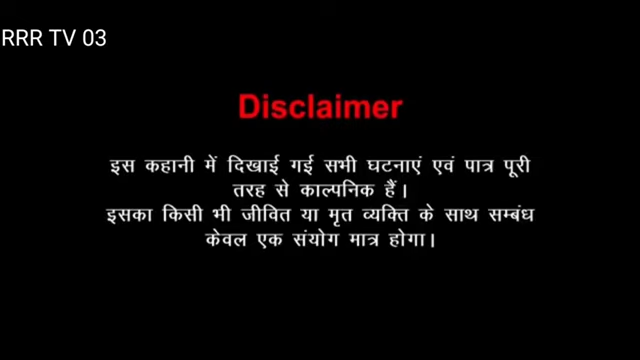 RRR TV 03
Disclaimer
इस कहानी में दिखाई गई सभी घटनाएं एवं पात्र पूरी
तरह से काल्पनिक हैं।
इसका किसी भी जीवित या मृत व्यक्ति के साथ सम्बंध
केवल एक संयोग मात्र होगा।